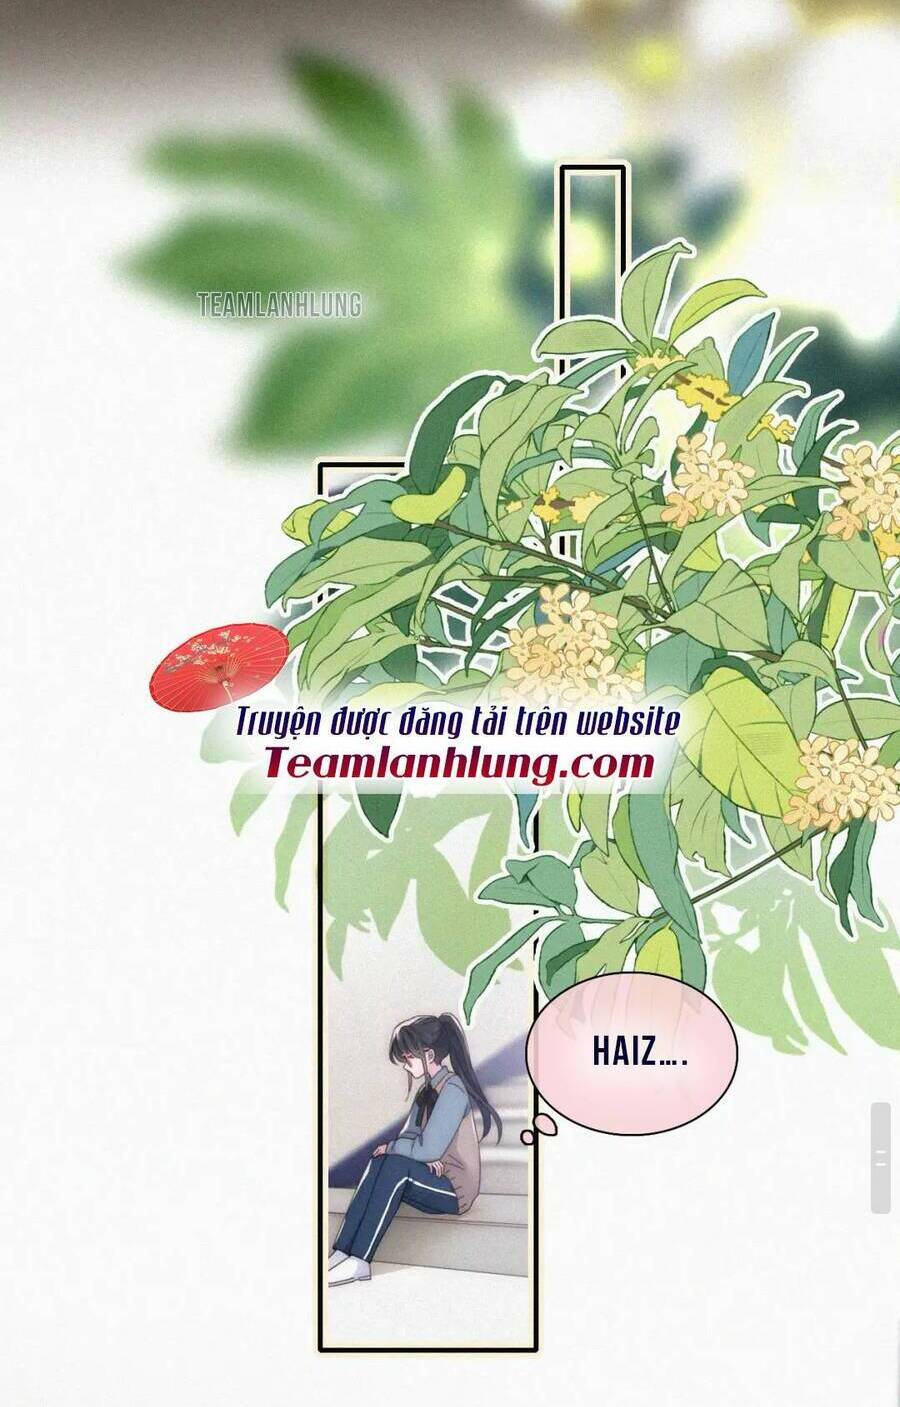 TEAMLANHLUNG
Truyện được đăng tải trên website
Teamlanhlung.com
HAIZ....